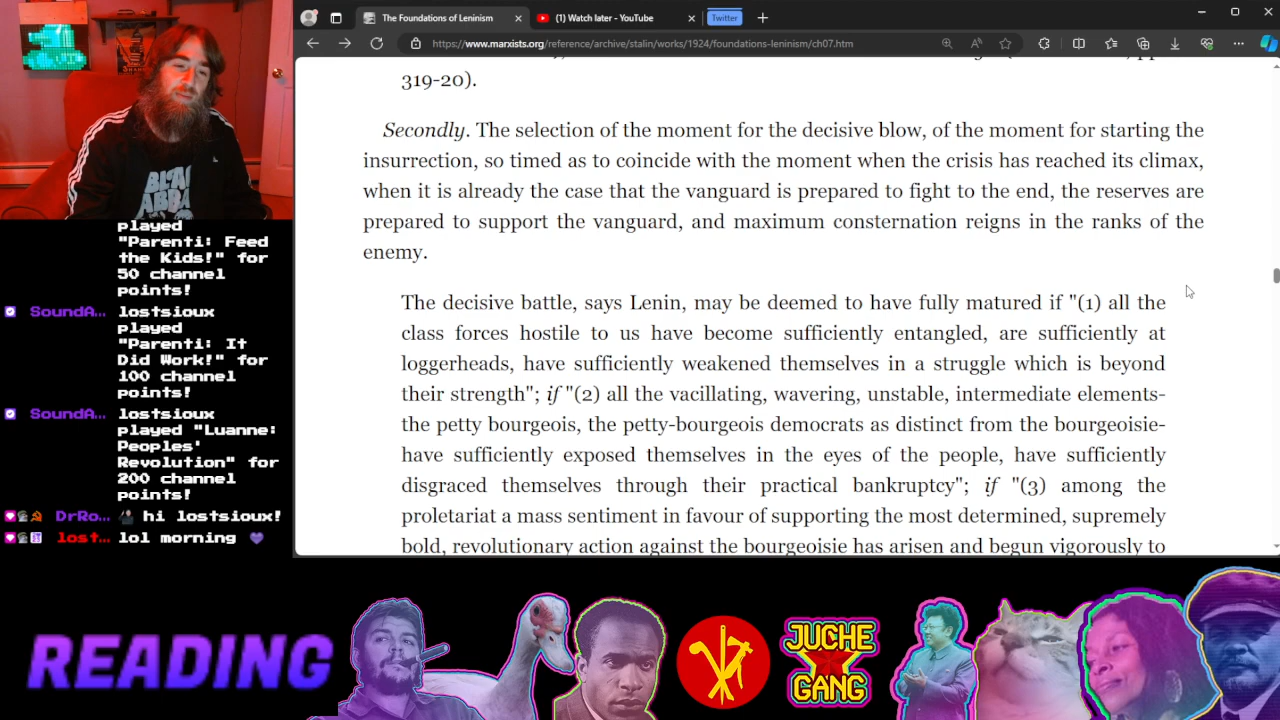 The Foundations of Leninism
(1) Watch later - YouTube
Twitter
https://www.marxists.org/reference/archive/stalin/works/1924/foundations-leninism/ch07.htm
319-20).
Secondly. The selection of the moment for the decisive blow, of the moment for starting the
insurrection, so timed as to coincide with the moment when the crisis has reached its climax,
when it is already the case that the vanguard is prepared to fight to the end, the reserves are
prepared to support the vanguard, and maximum consternation reigns in the ranks of the
enemy.
The decisive battle, says Lenin, may be deemed to have fully matured if "(1) all the
class forces hostile to us have become sufficiently entangled, are sufficiently at
loggerheads, have sufficiently weakened themselves in a struggle which is beyond
their strength"; if "(2) all the vacillating, wavering, unstable, intermediate elements-
the petty bourgeois, the petty-bourgeois democrats as distinct from the bourgeoisie-
have sufficiently exposed themselves in the eyes of the people, have sufficiently
disgraced themselves through their practical bankruptcy"; if "(3) among the
proletariat a mass sentiment in favour of supporting the most determined, supremely
bold, revolutionary action against the bourgeoisie has arisen and begun vigorously to
played
"Parenti: Feed
the Kids!" for
50 channel
points!
SoundA... lostsioux
played
"Parenti: It
Did Work!" for
100 channel
points!
SoundA... lostsioux
played "Luanne:
Peoples'
Revolution" for
200 channel
points!
DrRo... hi lostsioux!
lost... lol morning
READING
JUCHE
GANG